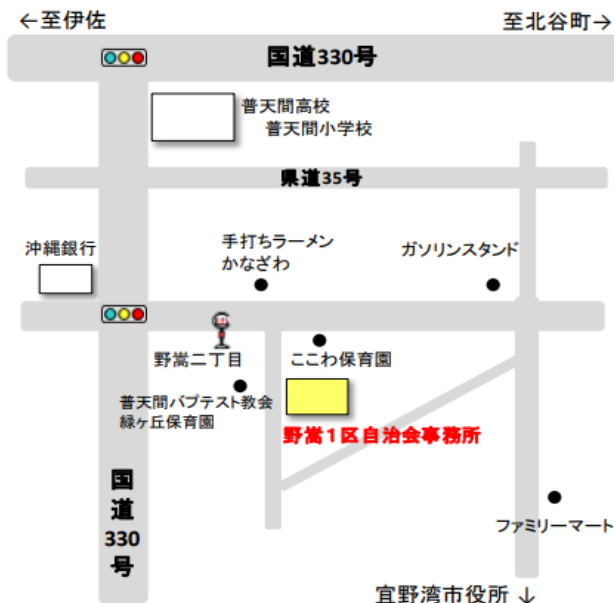 ←至伊佐
至北谷町→
国道330号
普天間高校
普天間小学校
県道35号
沖縄銀行
手打ちラーメン
かなざわ
ガソリンスタンド
野嵩二丁目
ここわ保育園
普天間バプテスト教会
緑ヶ丘保育園
野嵩１区自治会事務所
国道330号
ファミリーマート
宜野湾市役所↓